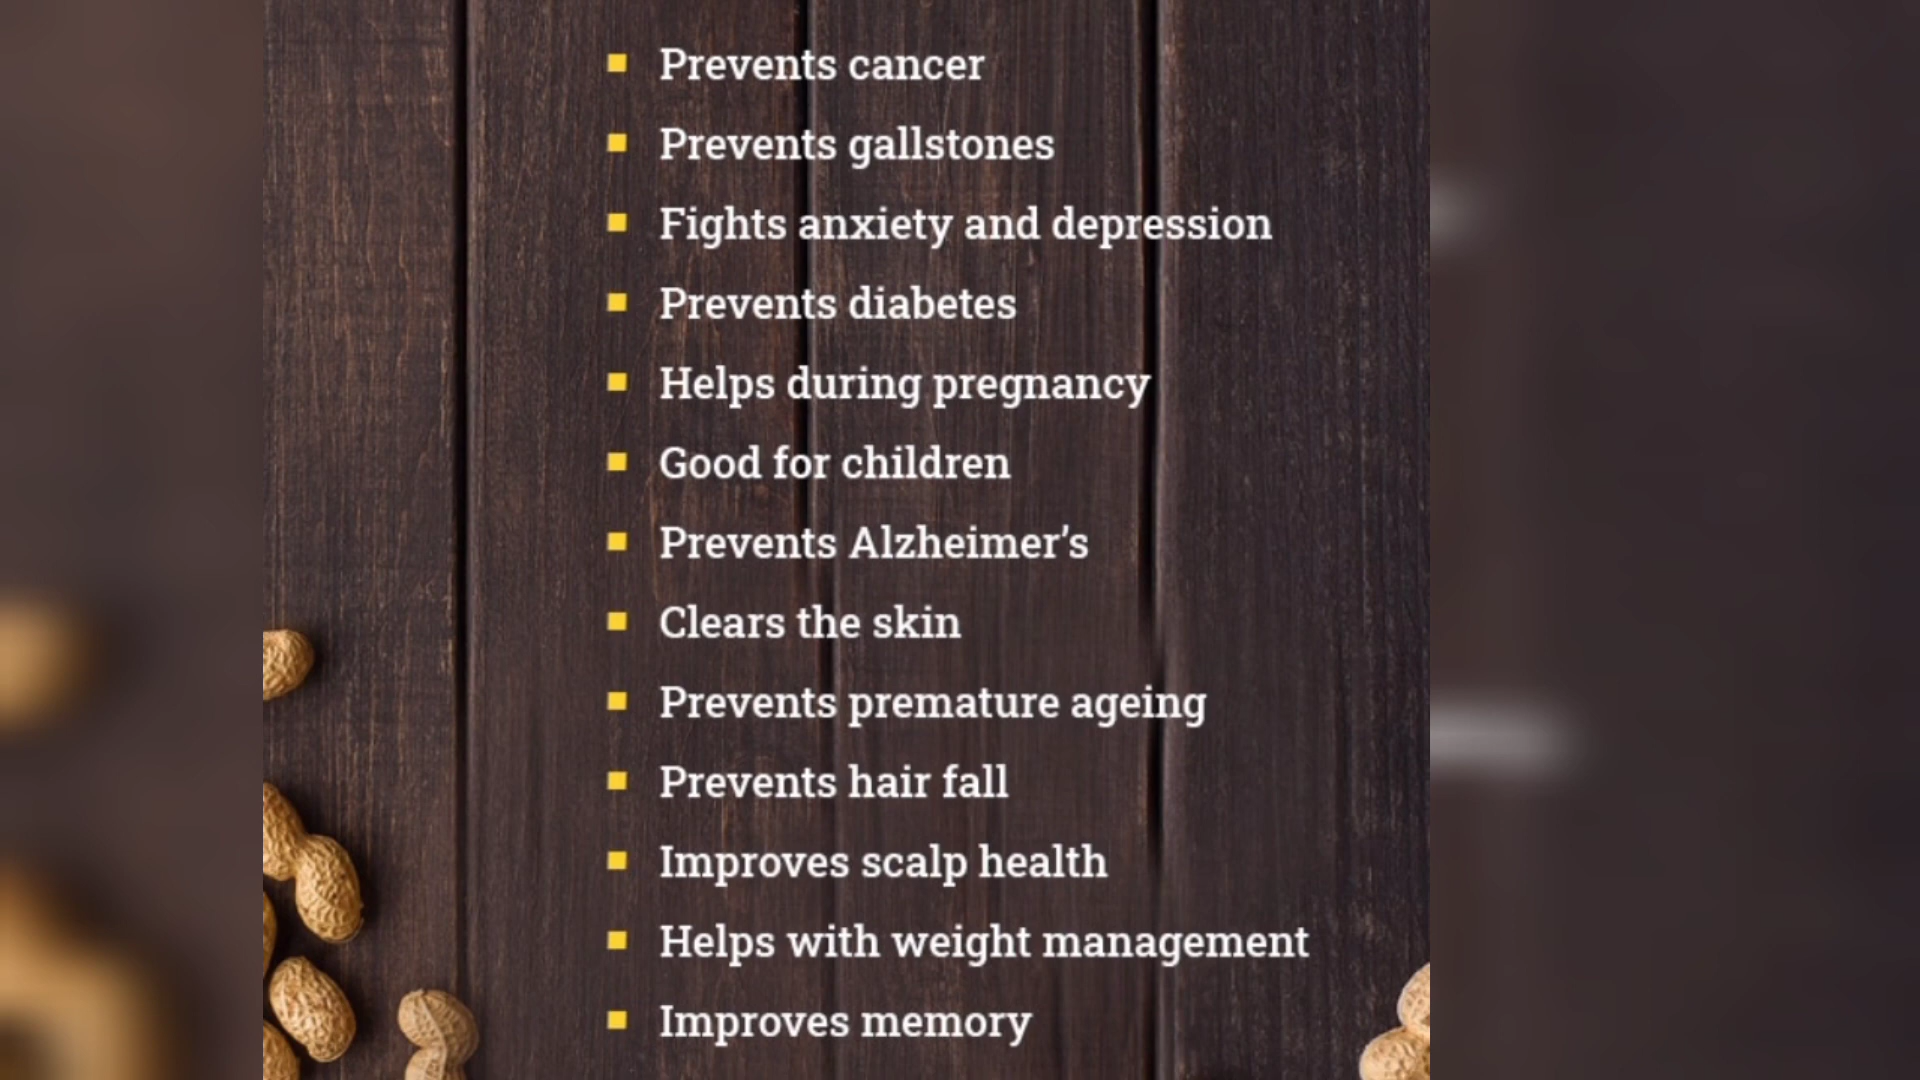 Prevents cancer
Prevents gallstones
Fights anxiety and depression
Prevents diabetes
Helps during pregnancy
Good for children
Prevents Alzheimer’s
Clears the skin
Prevents premature ageing
Prevents hair fall
Improves scalp health
Helps with weight management
Improves memory